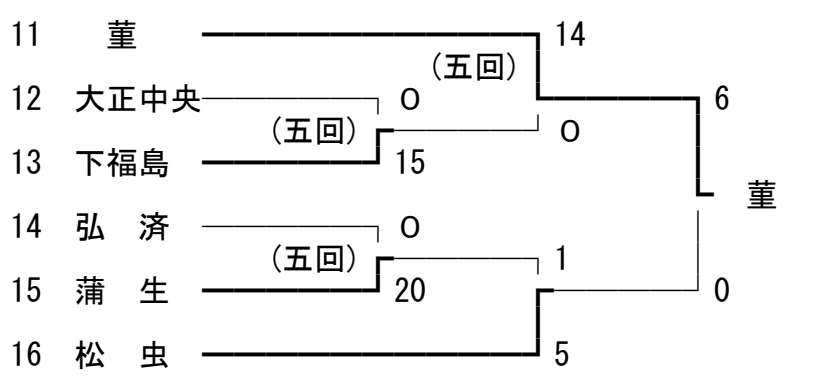 11 菫 14
(五回)
12 大正中央 0 6
(五回) 0
13 下福島 15
菫
14 弘 済 0
(五回) 1
15 蒲 生 20 0
16 松 虫 5